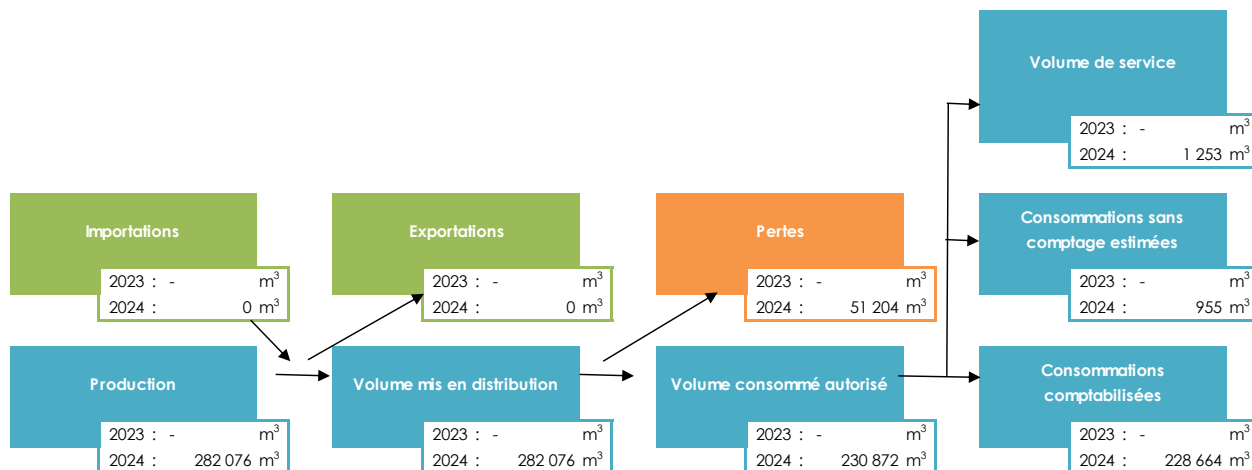 Volume de service
2023 : - m³
2024 : 1 253 m³
Importations
2023 : - m³
2024 : 0 m³
Exportations
2023 : - m³
2024 : 0 m³
Pertes
2023 : - m³
2024 : 51 204 m³
Consommations sans
comptage estimées
2023 : - m³
2024 : 955 m³
Production
2023 : - m³
2024 : 282 076 m³
Volume mis en distribution
2023 : - m³
2024 : 282 076 m³
Volume consommé autorisé
2023 : - m³
2024 : 230 872 m³
Consommations
comptabilisées
2023 : - m³
2024 : 228 664 m³